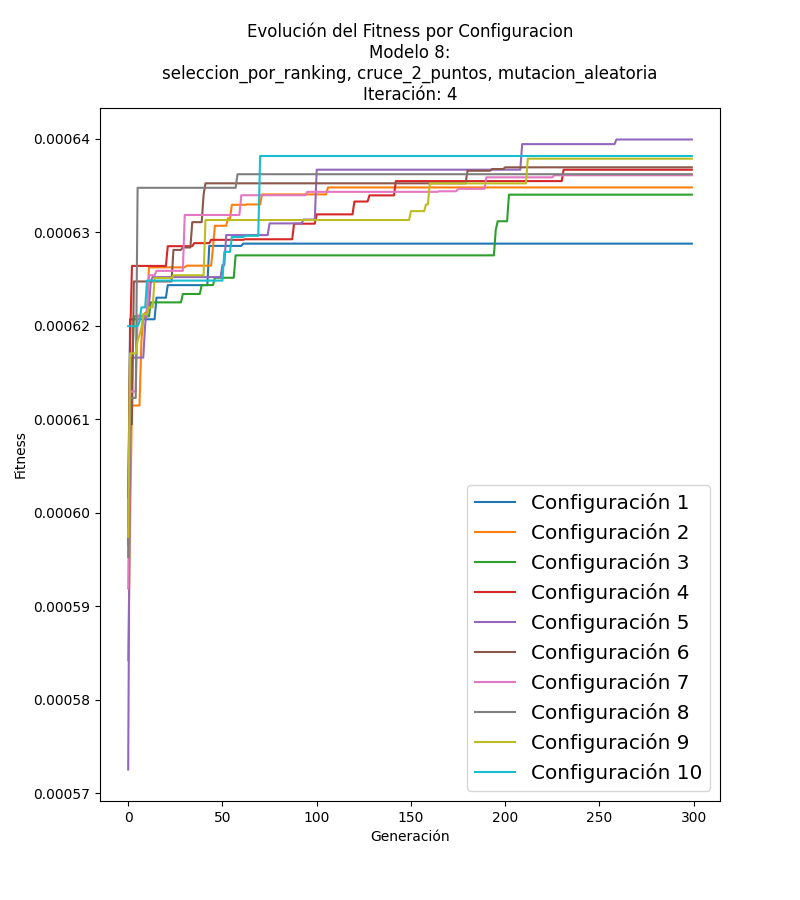 Evolución del Fitness por Configuracion
Modelo 8:
seleccion_por_ranking, cruce_2_puntos, mutacion_aleatoria
Iteración: 4
0.00064
0.00063
0.00062
0.00061
0.00060
0.00059
0.00058
0.00057
Fitness
Configuración 1
Configuración 2
Configuración 3
Configuración 4
Configuración 5
Configuración 6
Configuración 7
Configuración 8
Configuración 9
Configuración 10
0 50 100 150 200 250 300
Generación